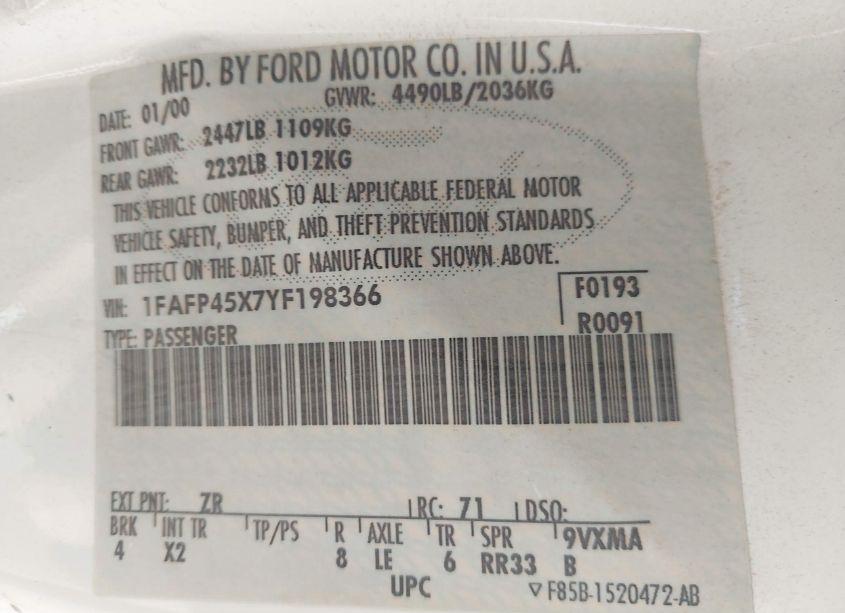 MFD. BY FORD MOTOR CO. IN U.S.A.
DATE: 01/00 GVWR: 4490LB/2036KG
FRONT GAWR: 2447LB 1109KG
REAR GAWR: 2232LB 1012KG
THIS VEHICLE CONFORMS TO ALL APPLICABLE FEDERAL MOTOR
VEHICLE SAFETY, BUMPER, AND THEFT PREVENTION STANDARDS
IN EFFECT ON THE DATE OF MANUFACTURE SHOWN ABOVE.
VIN: 1FAFP45X7YF198366 F0193
TYPE: PASSENGER R0091
EXT PNT: ZR RC: 71 DSO:
BRK INT TR TP/PS R AXLE TR SPR 9VXMA
4 X2 8 LE 6 RR33 B
UPC ▽F85B-1520472-AB